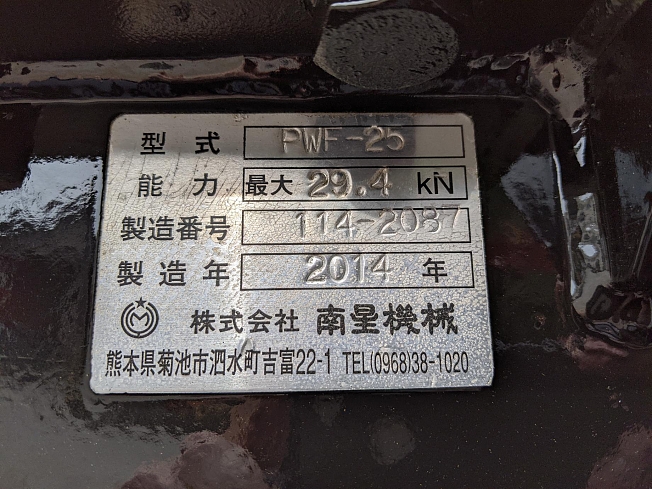 型式 PWF-25
能力 最大 29.4 kN
製造番号 114-2087
製造年 2014 年
株式会社 南星機械
熊本県菊池市泗水町吉富22-1 TEL(0968)38-1020